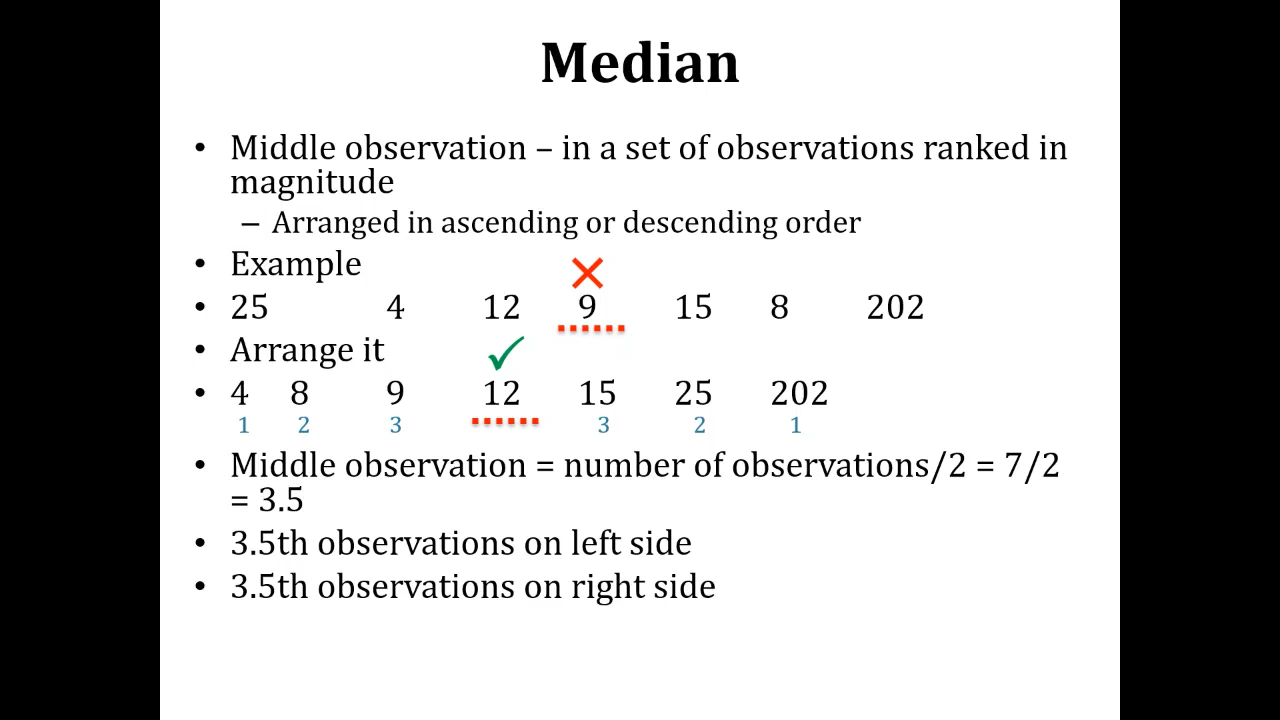 Median
• Middle observation – in a set of observations ranked in
magnitude
– Arranged in ascending or descending order
• Example
• 25 4 12 9 15 8 202
• Arrange it
• 4 8 9 12 15 25 202
1 2 3 3 2 1
• Middle observation = number of observations/2 = 7/2
= 3.5
• 3.5th observations on left side
• 3.5th observations on right side